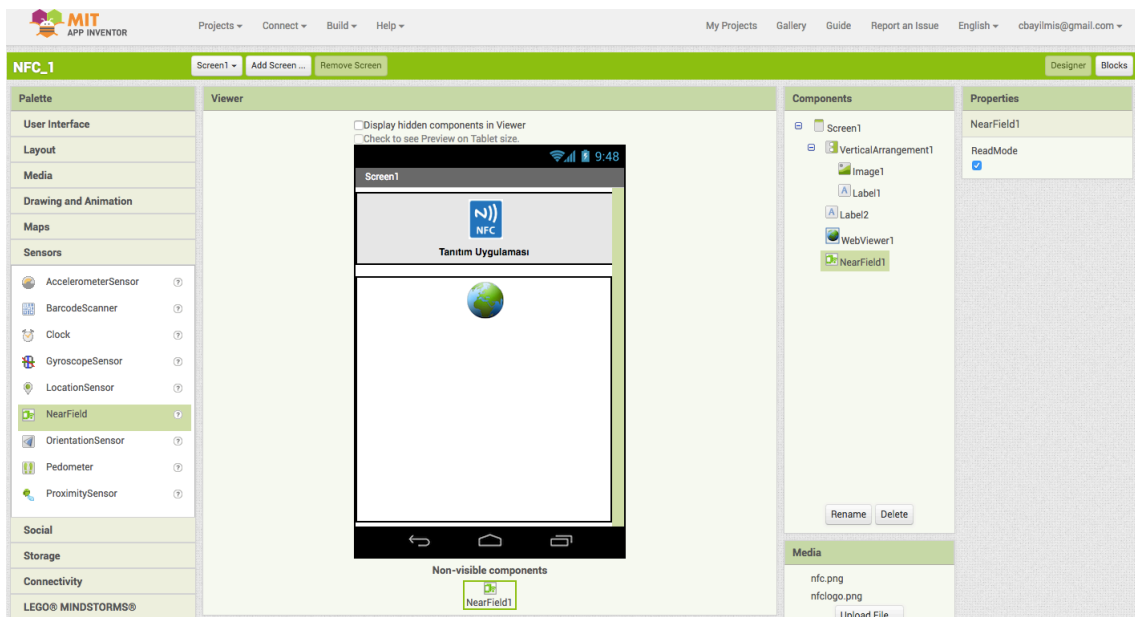 MIT
APP INVENTOR
Projects Connect Build Help My Projects Gallery Guide Report an Issue English cbayilmis@gmail.com
NFC_1 Screen1 Add Screen ... Remove Screen Designer Blocks
Palette
User Interface
Layout
Media
Drawing and Animation
Maps
Sensors
AccelerometerSensor
BarcodeScanner
Clock
GyroscopeSensor
LocationSensor
NearField
OrientationSensor
Pedometer
ProximitySensor
Social
Storage
Connectivity
LEGO® MINDSTORMS®
Viewer
Display hidden components in Viewer
Check to see Preview on Tablet size.
9:48
Screen1
NFC
Tanıtım Uygulaması
Non-visible components
NearField1
Components
Screen1
VerticalArrangement1
Image1
A Label1
A Label2
WebViewer1
NearField1
Rename Delete
Media
nfc.png
nfclogo.png
Upload File ...
Properties
NearField1
ReadMode